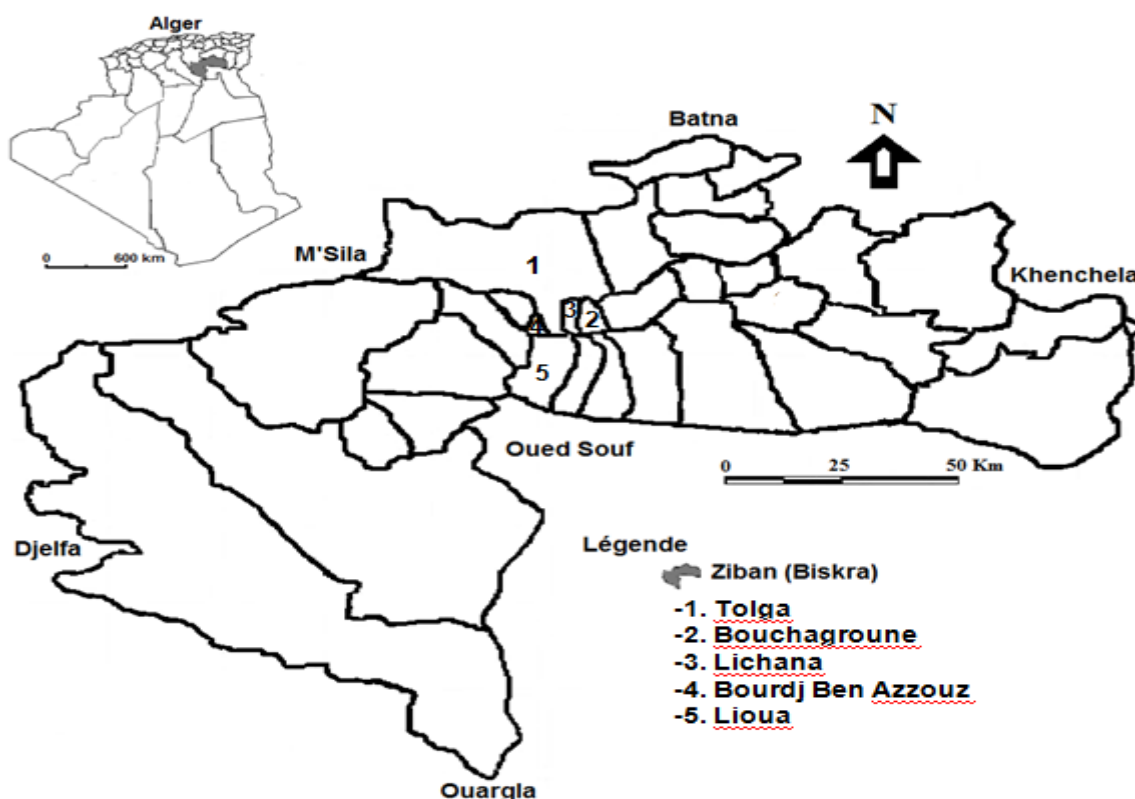 Alger
0 600 km
Batna
N
M'Sila
Khenchela
1
3
2
4
5
Oued Souf
0 25 50 Km
Djelfa
Légende
Ziban (Biskra)
-1. Tolga
-2. Bouchagroune
-3. Lichana
-4. Bourdj Ben Azzouz
-5. Lioua
Ouargla